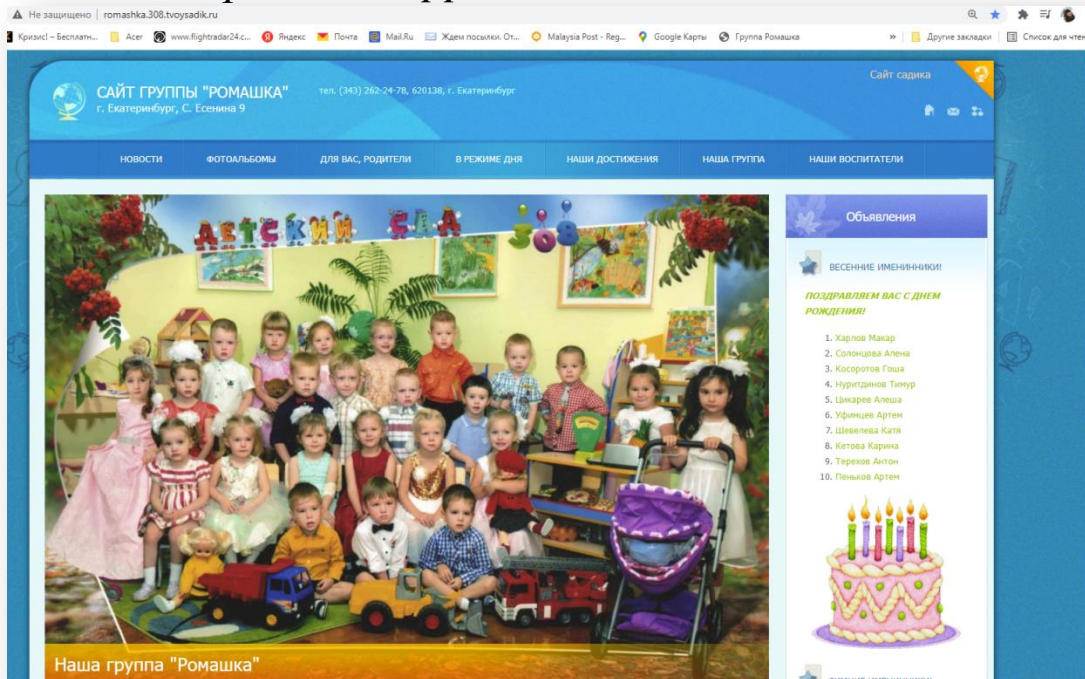 Не защищено | romashka.308.tvoysadik.ru
Кризис! – Бесплатн... Acer www.flightradar24.c... Яндекс Почта Mail.Ru Ждем посылки. От... Malaysia Post - Reg... Google Карты Группа Ромашка » Другие закладки Список для чтен
Сайт садика
САЙТ ГРУППЫ "РОМАШКА" тел. (343) 262-24-78, 620138, г. Екатеринбург
г. Екатеринбург, С. Есенина 9
НОВОСТИ ФОТОАЛЬБОМЫ ДЛЯ ВАС, РОДИТЕЛИ В РЕЖИМЕ ДНЯ НАШИ ДОСТИЖЕНИЯ НАША ГРУППА НАШИ ВОСПИТАТЕЛИ
ДЕТСКИЙ САД 308
Наша группа "Ромашка"
Объявления
ВЕСЕННИЕ ИМЕНИННИКИ!
ПОЗДРАВЛЯЕМ ВАС С ДНЕМ
РОЖДЕНИЯ!
1. Харлов Макар
2. Солонцова Алена
3. Косоротов Гоша
4. Нуритдинов Тимур
5. Цикарев Алеша
6. Уфимцев Артем
7. Шевелева Катя
8. Кетова Карина
9. Терехов Антон
10. Пеньков Артем